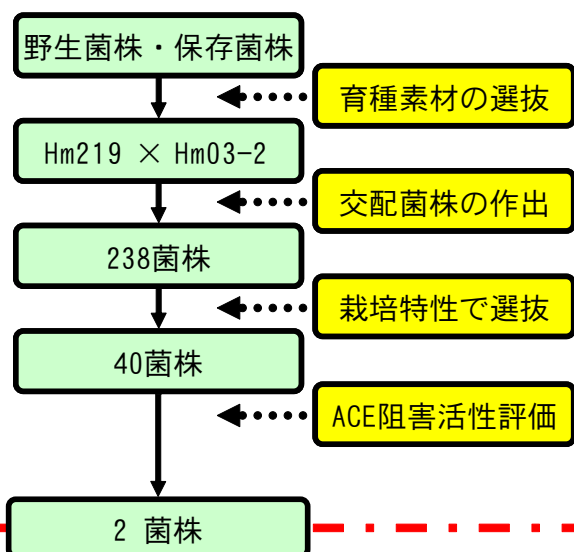 野生菌株・保存菌株
育種素材の選抜
Hm219 × Hm03-2
交配菌株の作出
238菌株
栽培特性で選抜
40菌株
ACE阻害活性評価
2 菌株